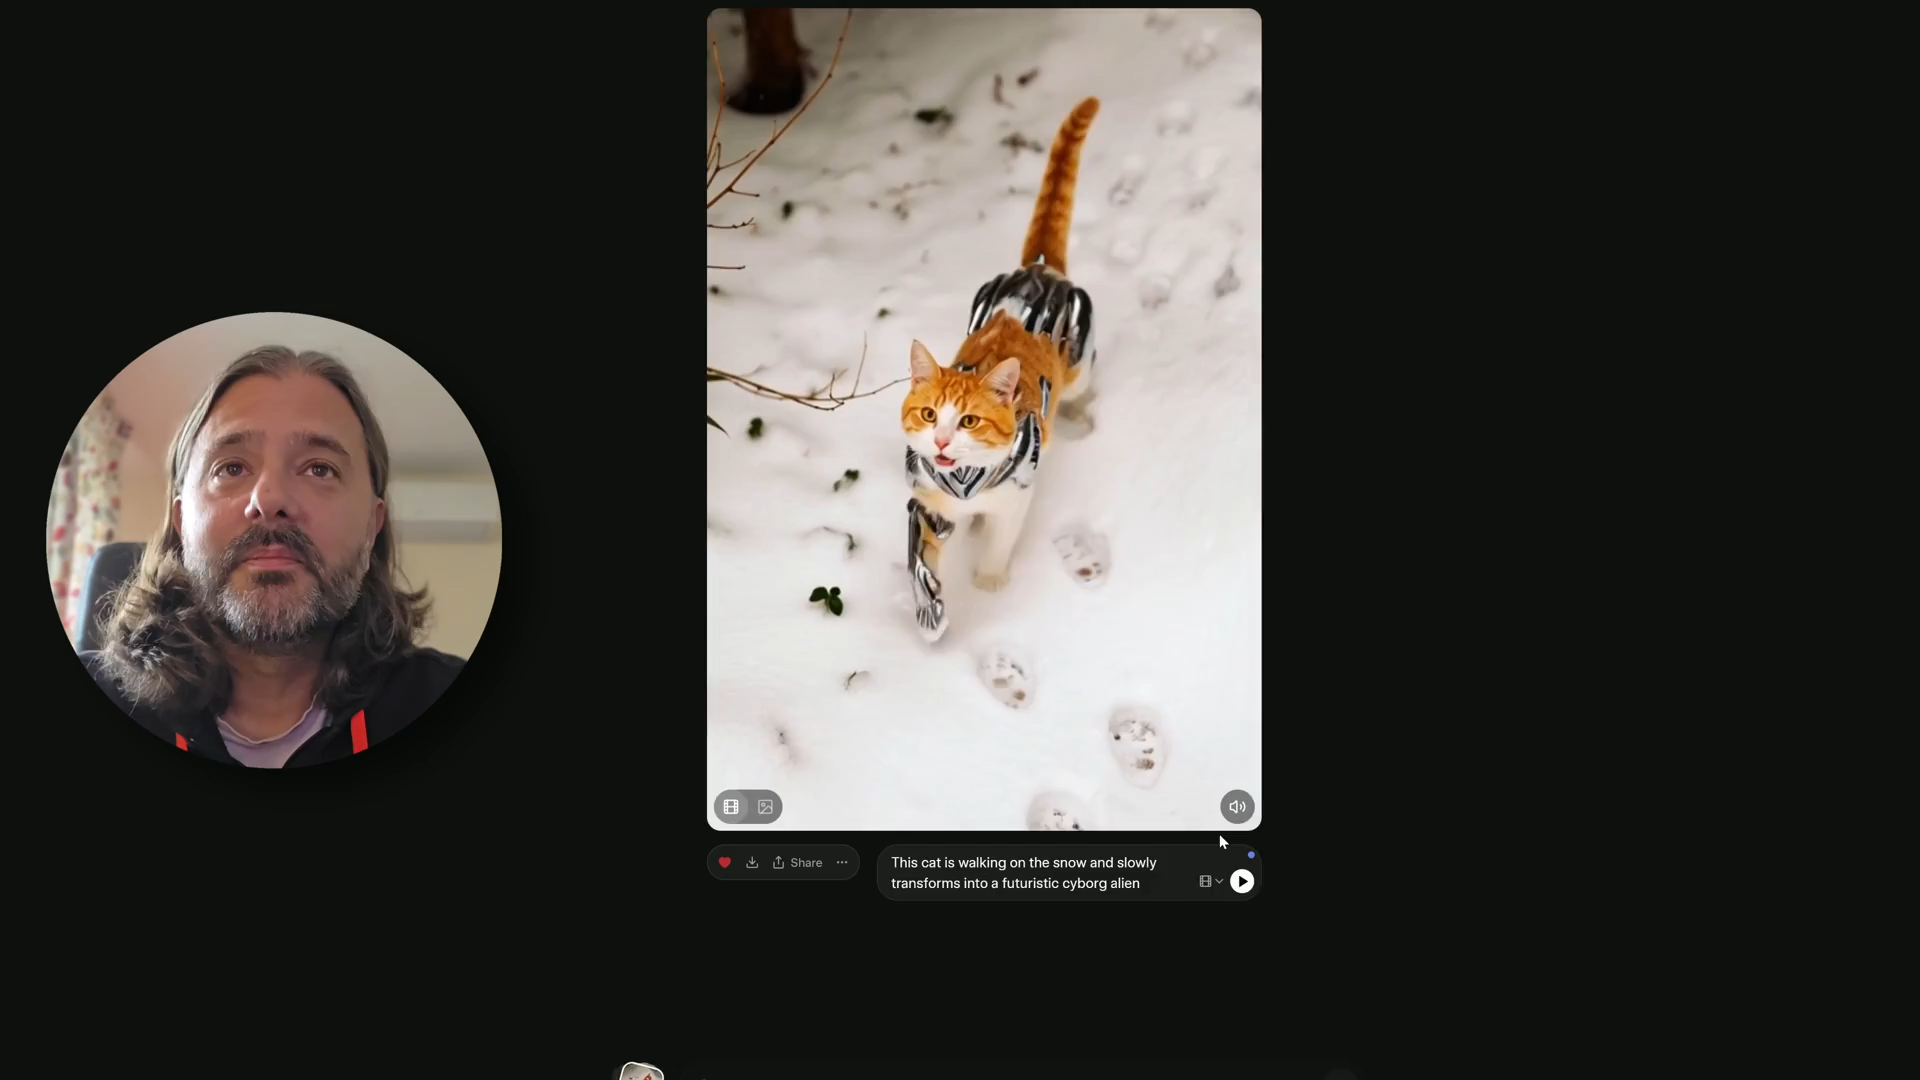 Share
This cat is walking on the snow and slowly
transforms into a futuristic cyborg alien